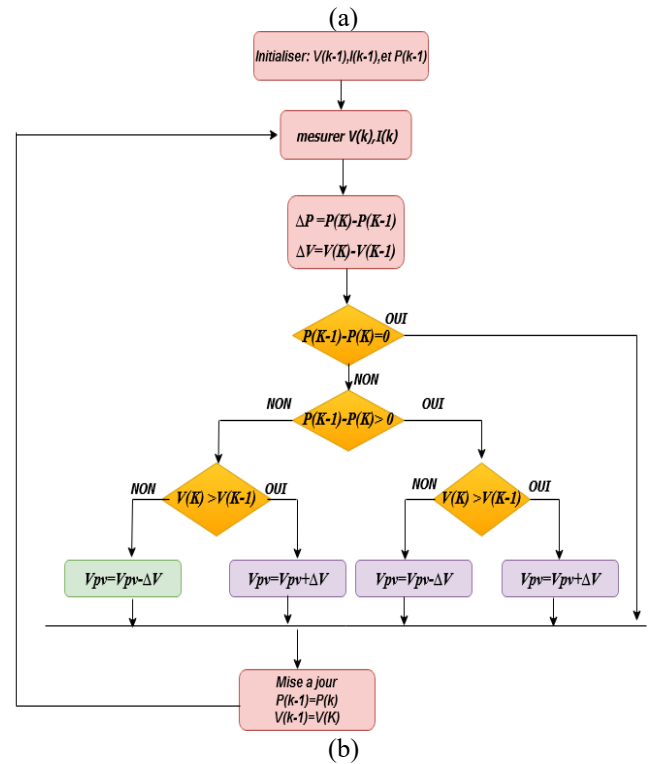 (a)
Initialiser: V(k-1),I(k-1),et P(k-1)
mesurer V(k),I(k)
ΔP =P(K)-P(K-1)
ΔV=V(K)-V(K-1)
OUI
P(K-1)-P(K)=0
NON
NON
OUI
P(K-1)-P(K)> 0
NON
V(K) >V(K-1)
OUI
NON
V(K) >V(K-1)
OUI
Vpv=Vpv-ΔV
Vpv=Vpv+ΔV
Vpv=Vpv-ΔV
Vpv=Vpv+ΔV
Mise a jour
P(k-1)=P(k)
V(k-1)=V(K)
(b)